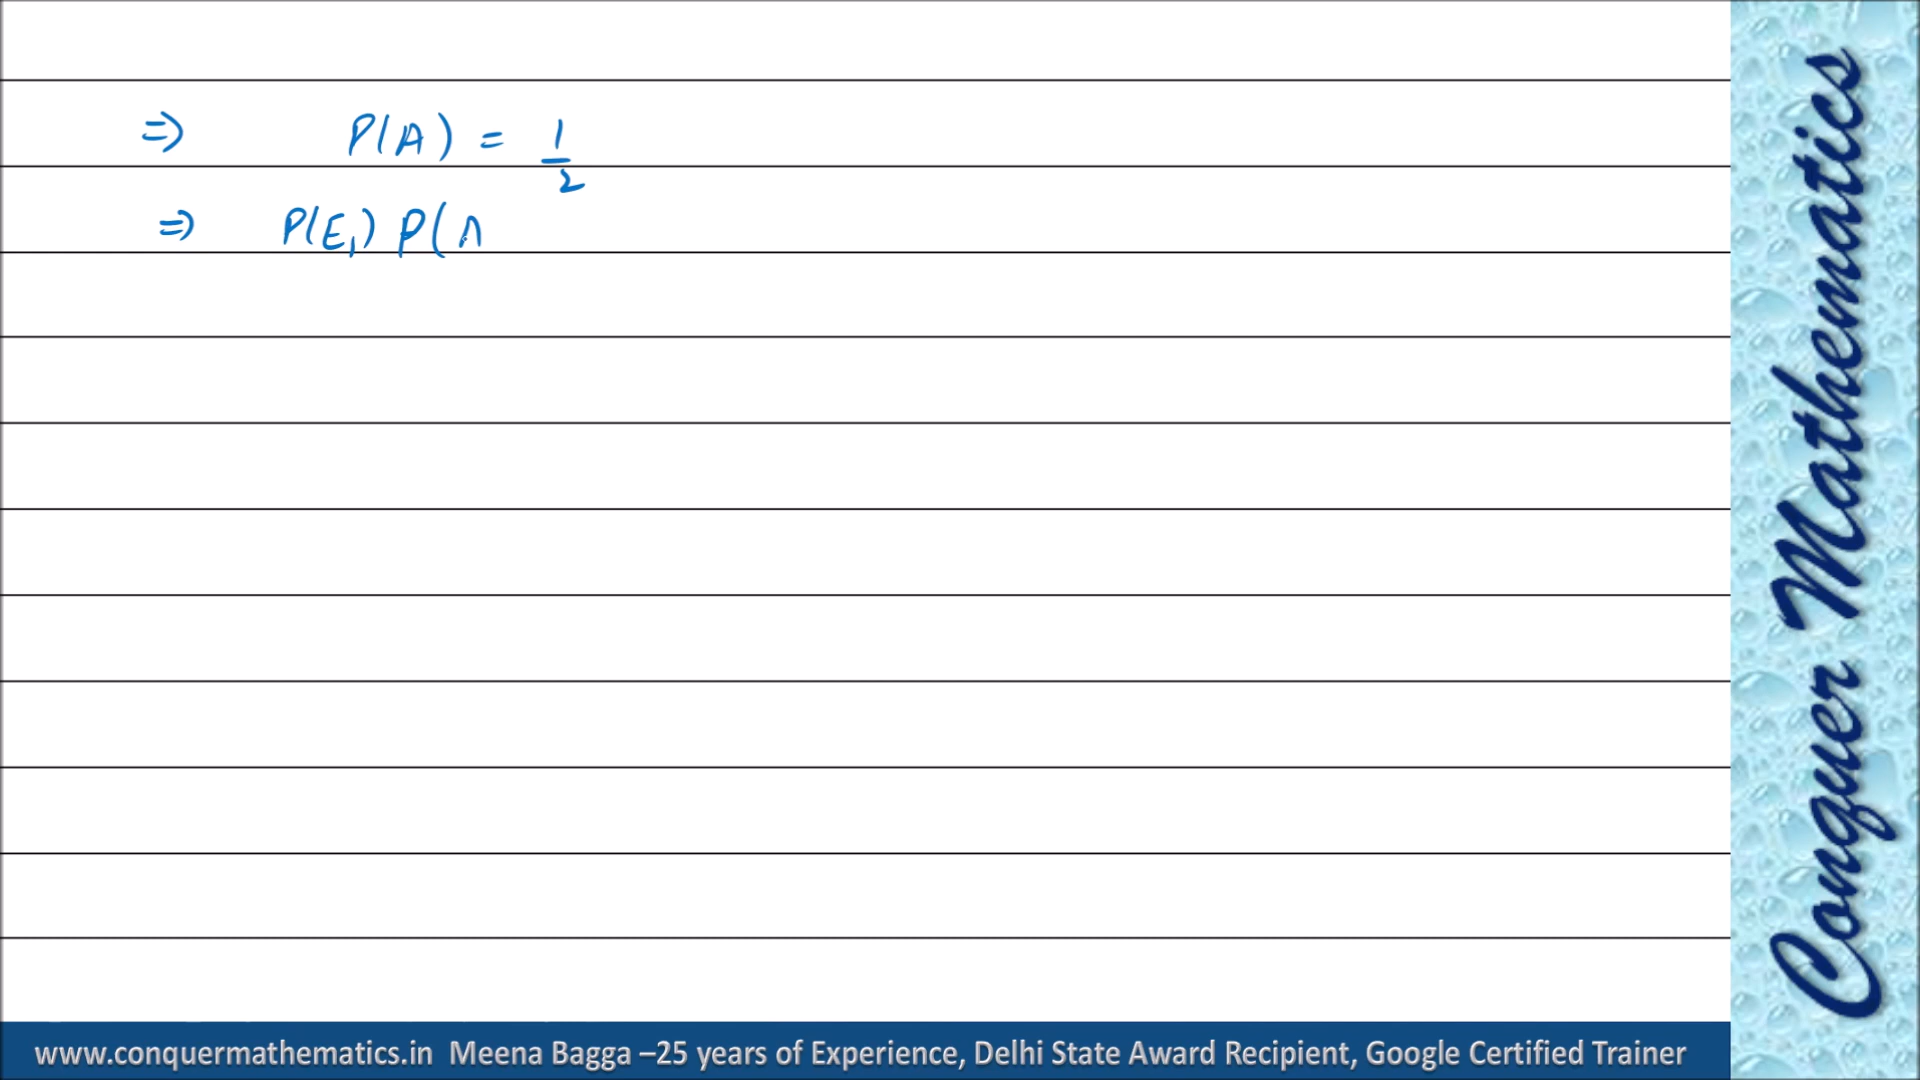 ⇒ P(A) = 1/2
⇒ P(E₁) P(A
Conquer Mathematics
www.conquermathematics.in Meena Bagga –25 years of Experience, Delhi State Award Recipient, Google Certified Trainer